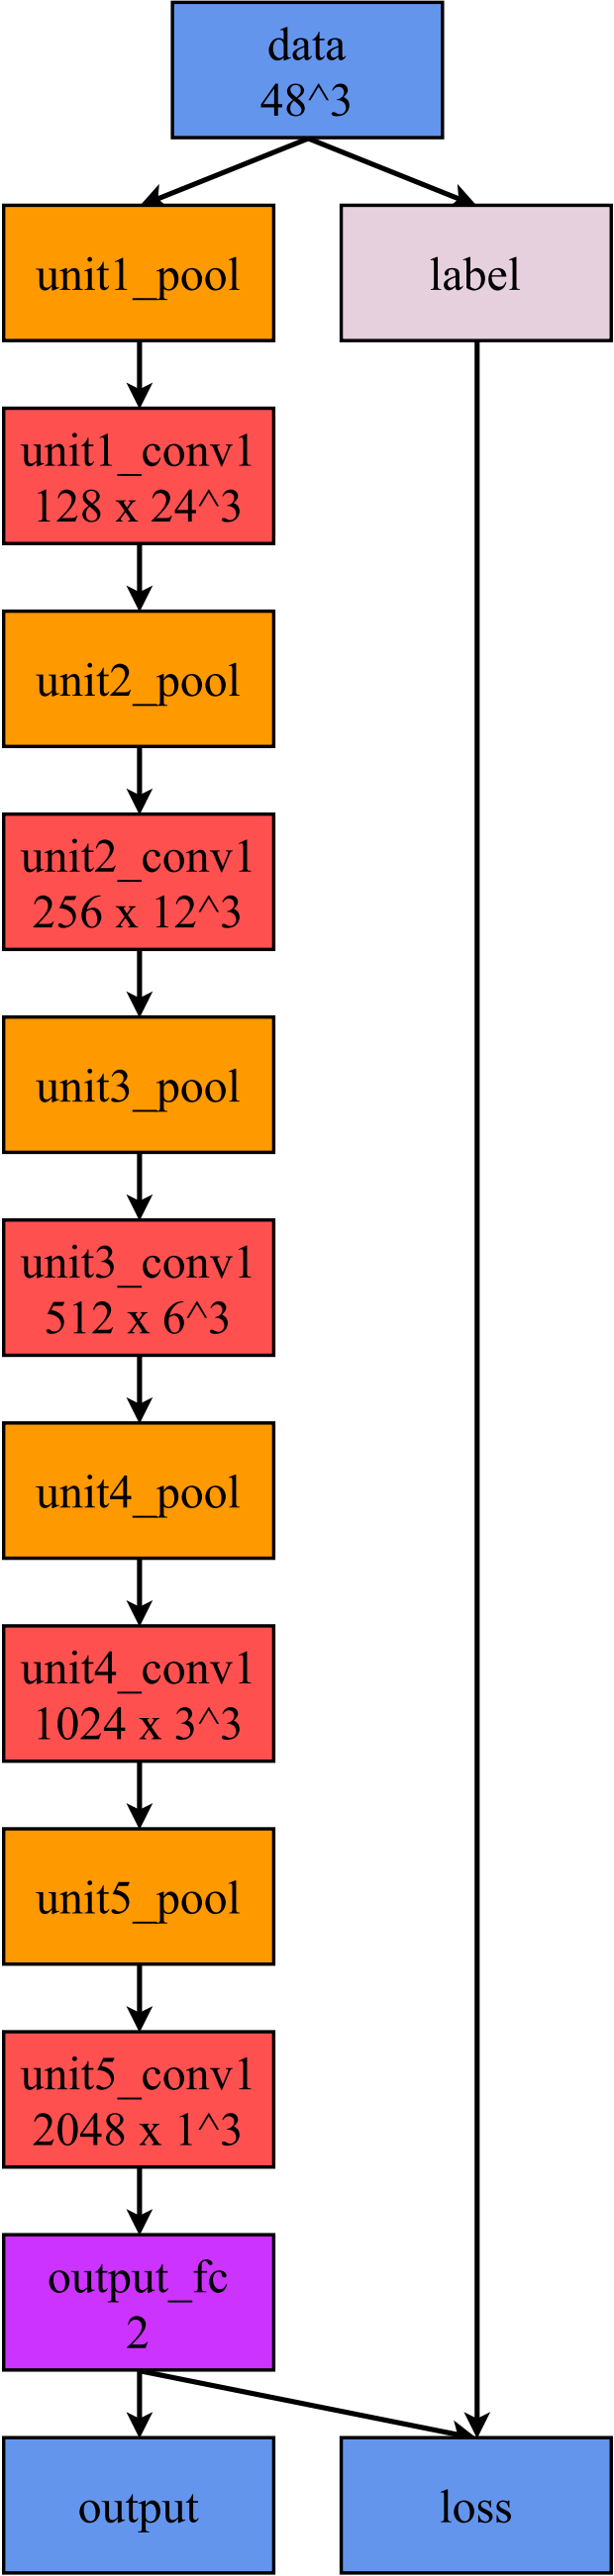 data
48^3
unit1_pool
label
unit1_conv1
128 x 24^3
unit2_pool
unit2_conv1
256 x 12^3
unit3_pool
unit3_conv1
512 x 6^3
unit4_pool
unit4_conv1
1024 x 3^3
unit5_pool
unit5_conv1
2048 x 1^3
output_fc
2
output
loss